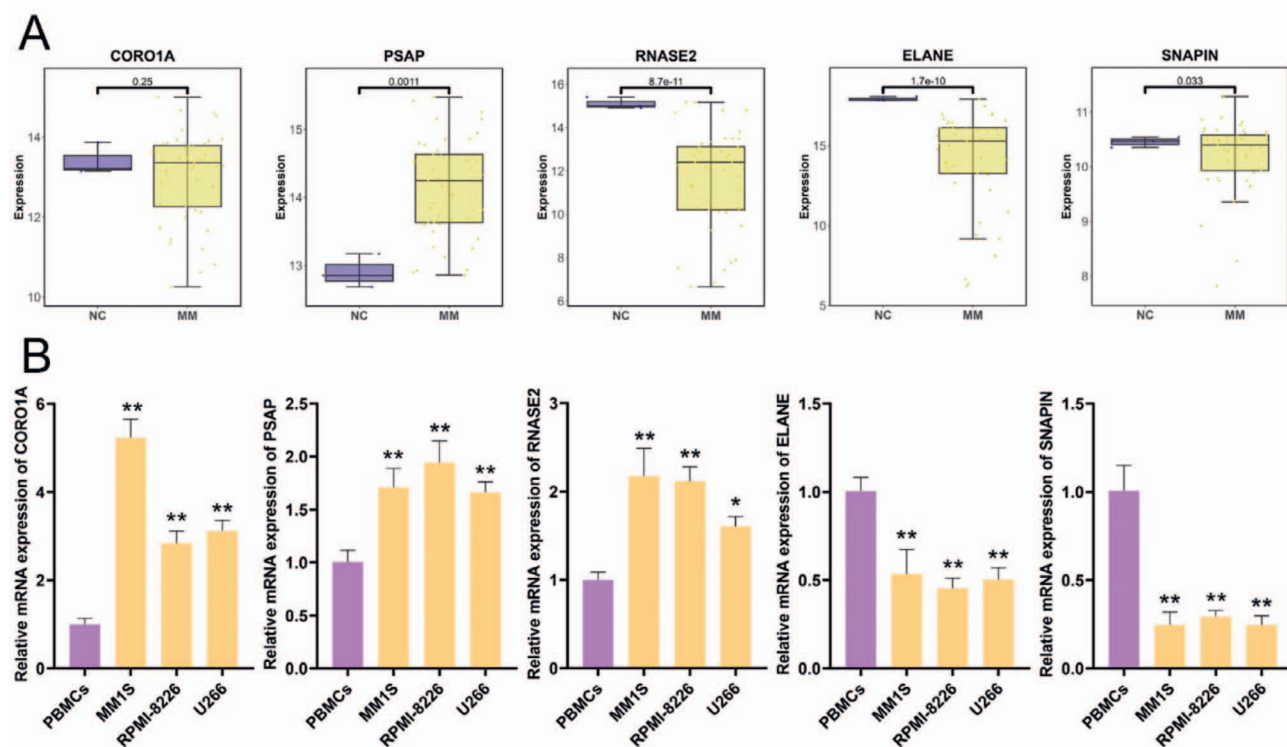 A
CORO1A
PSAP
RNASE2
ELANE
SNAPIN
0.25
0.0011
8.7e-11
1.7e-10
0.033
Expression
14
12
10
NC
MM
Expression
15
14
13
NC
MM
Expression
16
15
14
13
12
11
10
9
8
7
6
NC
MM
Expression
15
10
5
NC
MM
Expression
11
10
9
8
NC
MM
B
Relative mRNA expression of CORO1A
6
4
2
0
**
**
**
PBMCs
MM1S
RPMI-8226
U266
Relative mRNA expression of PSAP
2.5
2.0
1.5
1.0
0.5
0.0
**
**
**
PBMCs
MM1S
RPMI-8226
U266
Relative mRNA expression of RNASE2
3
2
1
0
**
**
*
PBMCs
MM1S
RPMI-8226
U266
Relative mRNA expression of ELANE
1.5
1.0
0.5
0.0
**
**
**
PBMCs
MM1S
RPMI-8226
U266
Relative mRNA expression of SNAPIN
1.5
1.0
0.5
0.0
**
**
**
PBMCs
MM1S
RPMI-8226
U266